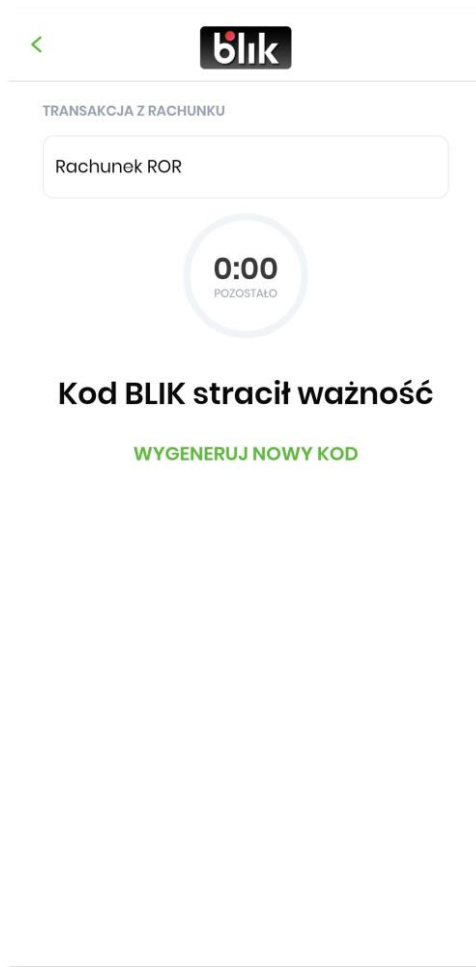 blik
TRANSAKCJA Z RACHUNKU
Rachunek ROR
0:00
POZOSTAŁO
Kod BLIK stracił ważność
WYGENERUJ NOWY KOD